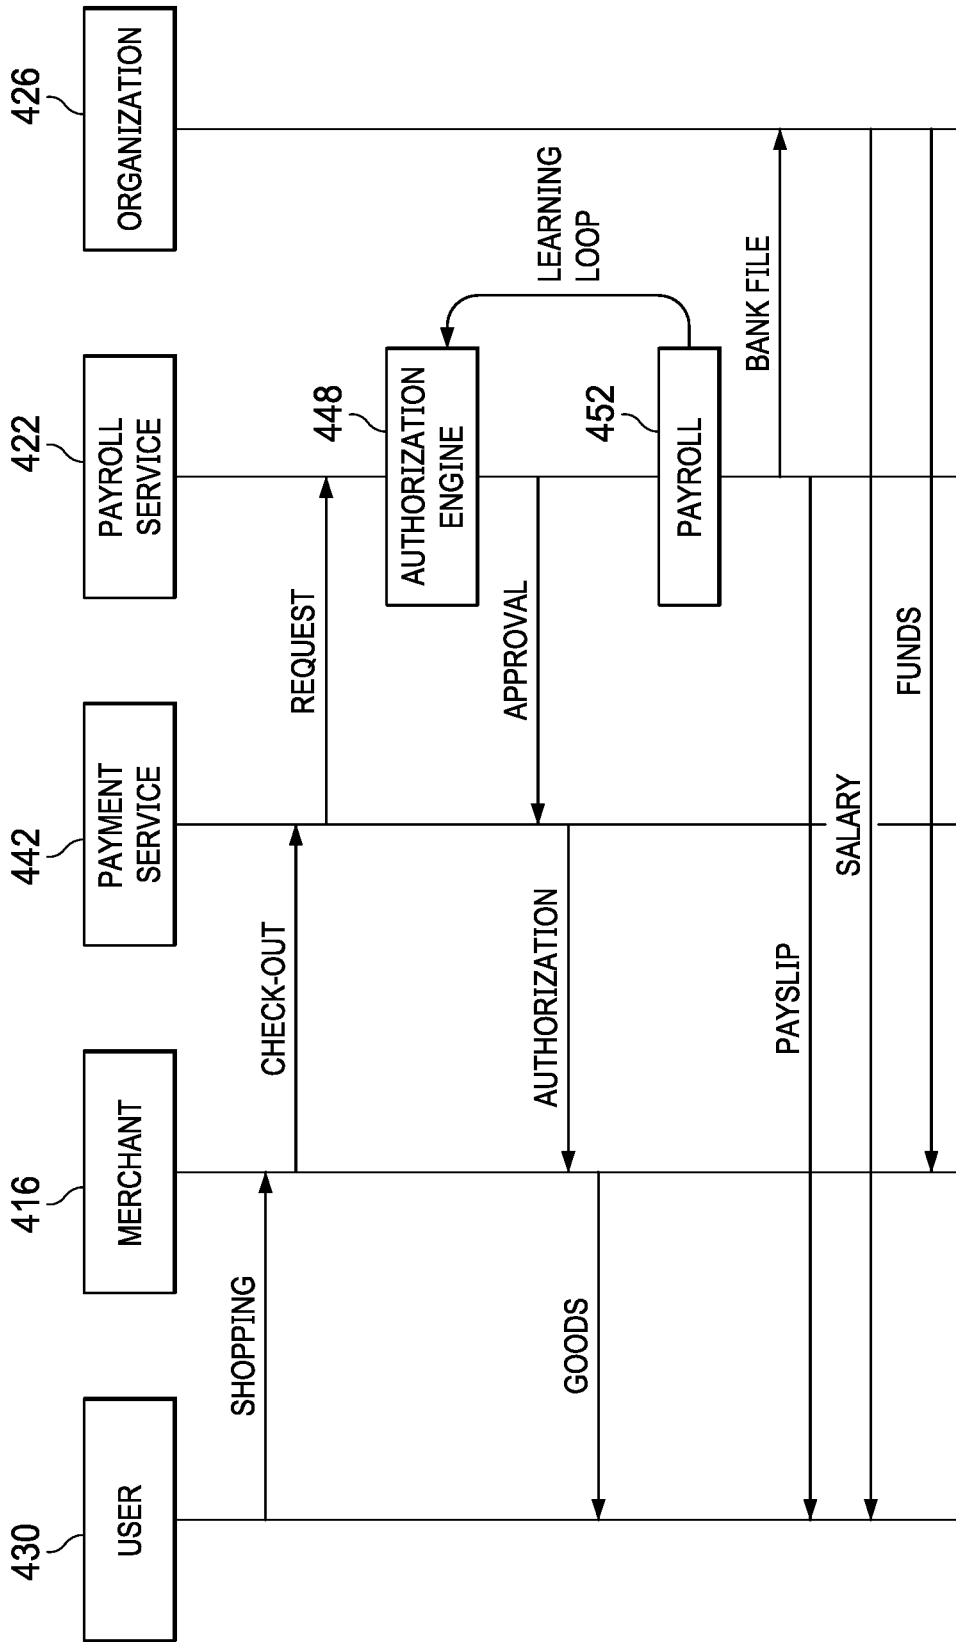 430
416
442
422
426
USER
MERCHANT
PAYMENT
SERVICE
PAYROLL
SERVICE
ORGANIZATION
SHOPPING
CHECK-OUT
REQUEST
448
AUTHORIZATION
ENGINE
LEARNING
LOOP
APPROVAL
AUTHORIZATION
GOODS
452
PAYROLL
BANK FILE
PAYSLIP
SALARY
FUNDS